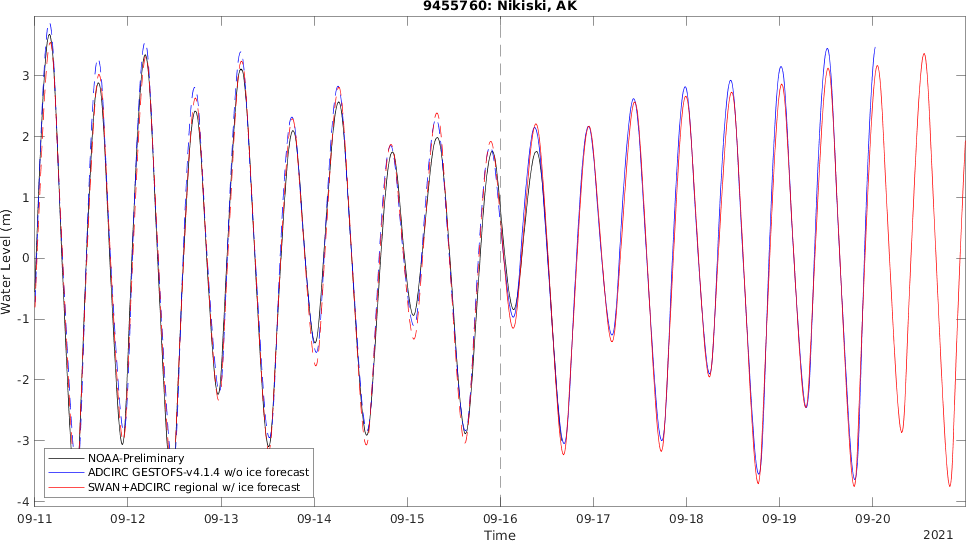 9455760: Nikiski, AK
Water Level (m)
3
2
1
0
-1
-2
-3
-4
NOAA-Preliminary
ADCIRC GESTOFS-v4.1.4 w/o ice forecast
SWAN+ADCIRC regional w/ ice forecast
09-11 09-12 09-13 09-14 09-15 09-16 09-17 09-18 09-19 09-20
Time
2021